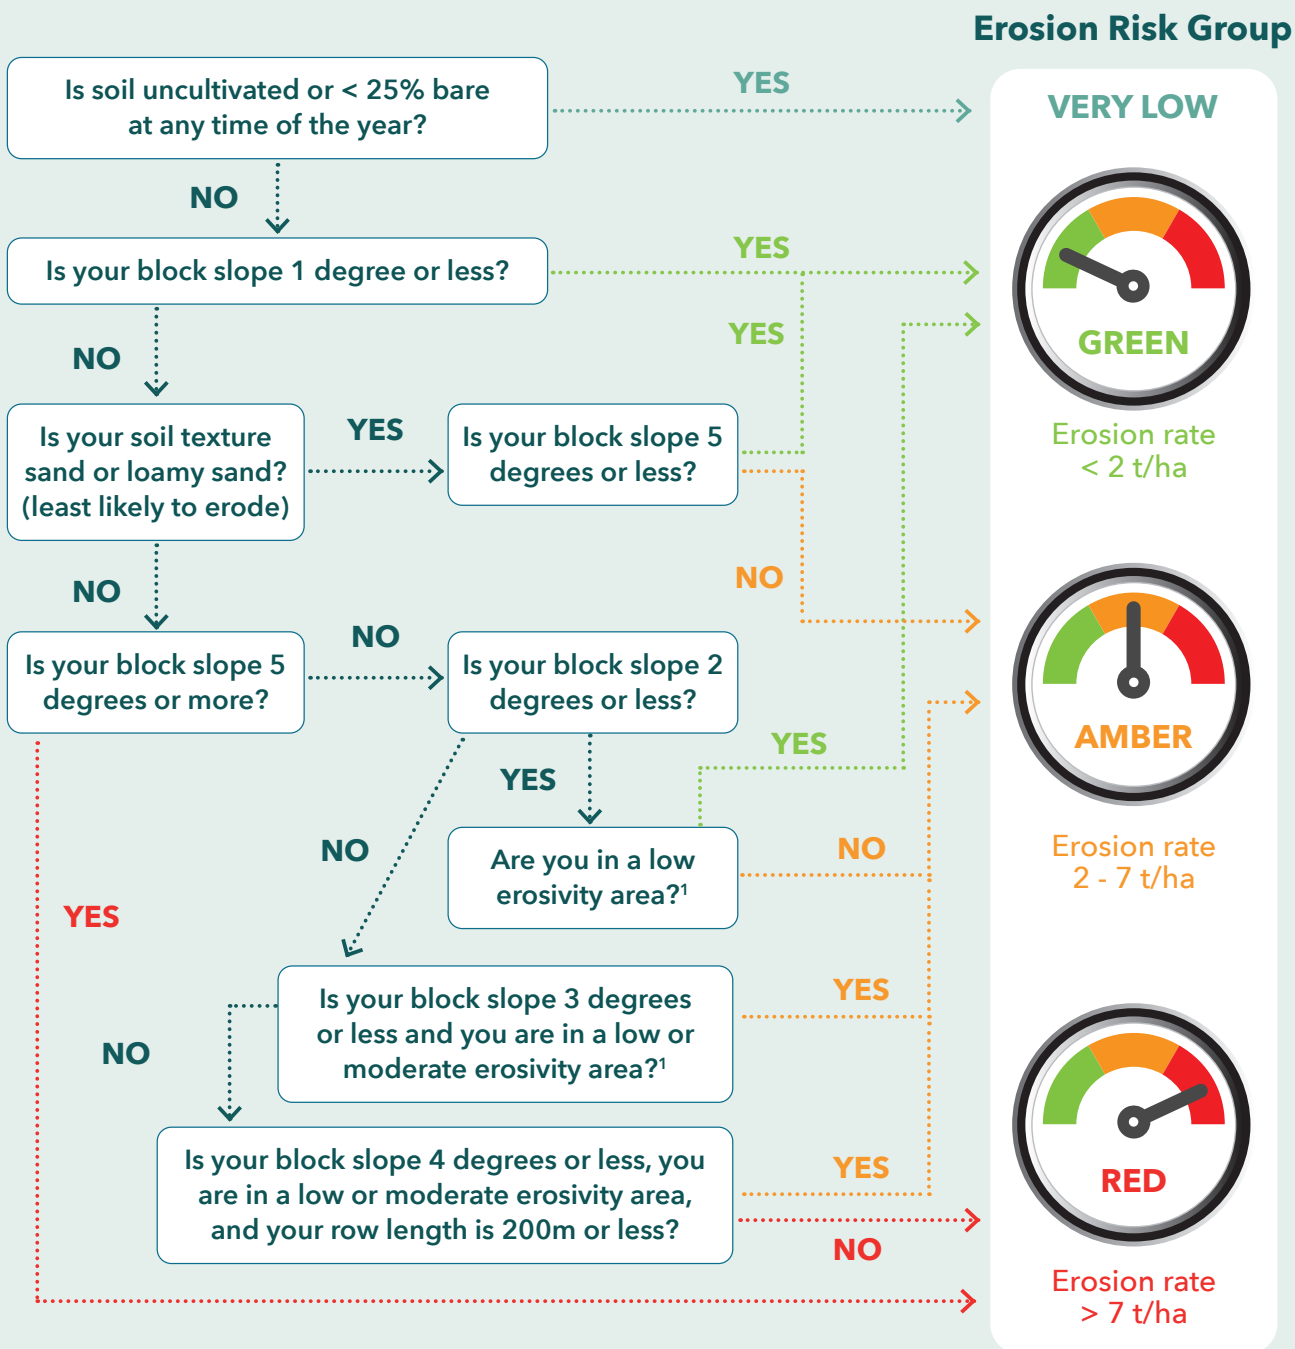 Erosion Risk Group
Is soil uncultivated or < 25% bare
at any time of the year?
YES
VERY LOW
NO
Is your block slope 1 degree or less?
YES
YES
GREEN
Erosion rate
< 2 t/ha
NO
Is your soil texture
sand or loamy sand?
(least likely to erode)
YES
Is your block slope 5
degrees or less?
NO
NO
Is your block slope 5
degrees or more?
NO
Is your block slope 2
degrees or less?
AMBER
Erosion rate
2 - 7 t/ha
YES
YES
NO
Are you in a low
erosivity area?¹
NO
YES
Is your block slope 3 degrees
or less and you are in a low or
moderate erosivity area?¹
YES
NO
Is your block slope 4 degrees or less, you
are in a low or moderate erosivity area,
and your row length is 200m or less?
YES
NO
RED
Erosion rate
> 7 t/ha